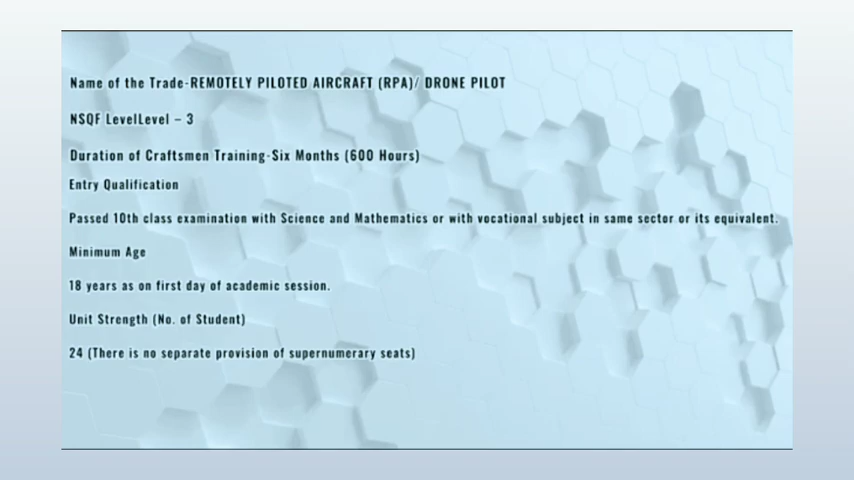 Name of the Trade-REMOTELY PILOTED AIRCRAFT (RPA)/ DRONE PILOT
NSQF LevelLevel – 3
Duration of Craftsmen Training-Six Months (600 Hours)
Entry Qualification
Passed 10th class examination with Science and Mathematics or with vocational subject in same sector or its equivalent.
Minimum Age
18 years as on first day of academic session.
Unit Strength (No. of Student)
24 (There is no separate provision of supernumerary seats)